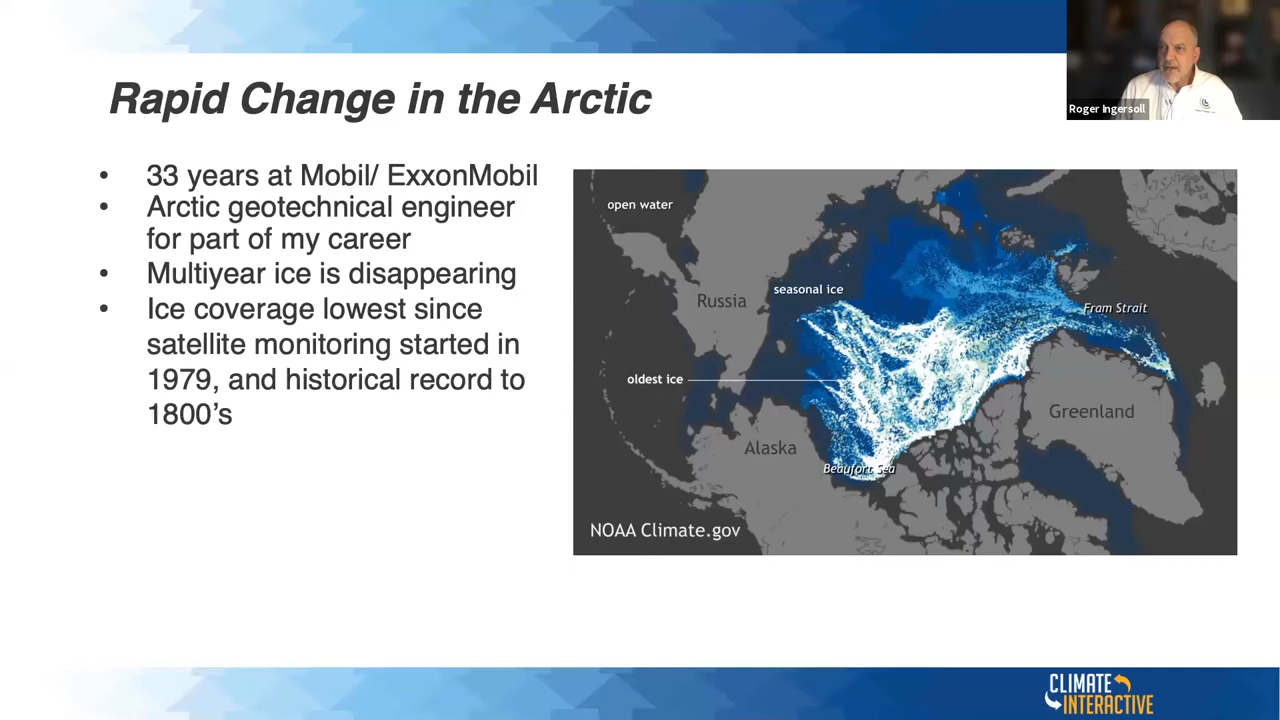 Rapid Change in the Arctic
Roger Ingersoll
• 33 years at Mobil/ ExxonMobil
• Arctic geotechnical engineer
for part of my career
• Multiyear ice is disappearing
• Ice coverage lowest since
satellite monitoring started in
1979, and historical record to
1800’s
open water
Russia
seasonal ice
Fram Strait
oldest ice
Greenland
Alaska
Beaufort Sea
NOAA Climate.gov
CLIMATE
INTERACTIVE